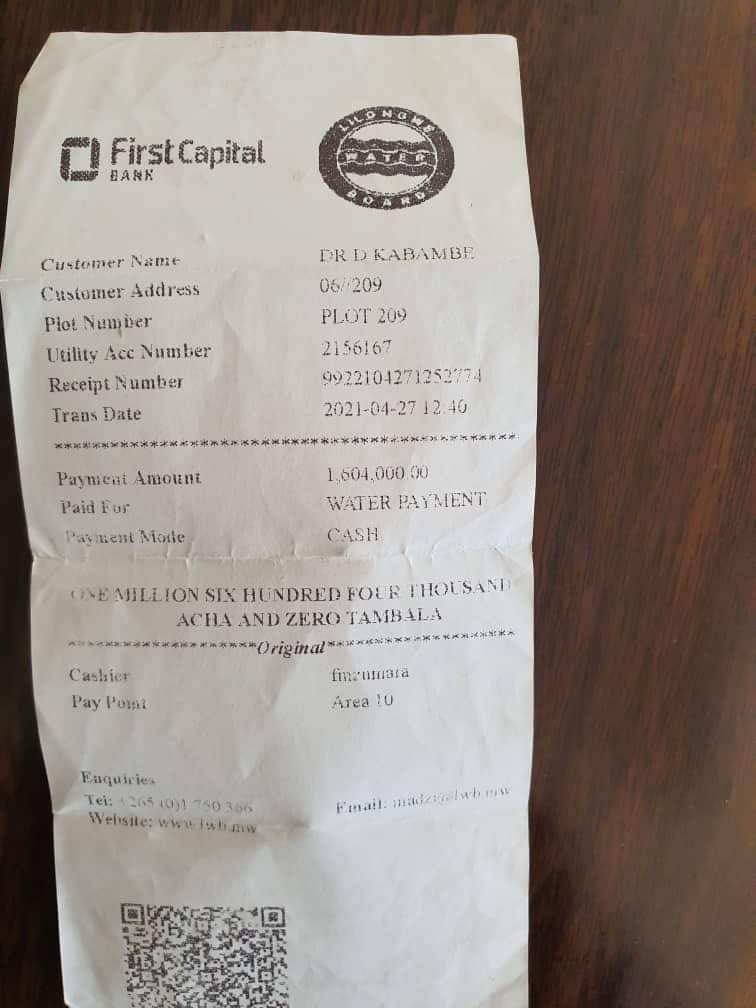 First Capital
BANK
LILONGWE
WATER
BOARD
Customer Name DR D KABAMBE
Customer Address 06/ 209
Plot Number PLOT 209
Utility Acc Number 2156167
Receipt Number 9922104271252774
Trans Date 2021-04-27 12:40
****************************************************
Payment Amount 1,604,000.00
Paid For WATER PAYMENT
Payment Mode CASH
ONE MILLION SIX HUNDRED FOUR THOUSAND
ACHA AND ZERO TAMBALA
*********************Original*********************
Cashier
Pay Point Area 10
Enquiries
Tel: +265 (0)1 750 366 Email: madzi@lwb.mw
Website: www.lwb.mw